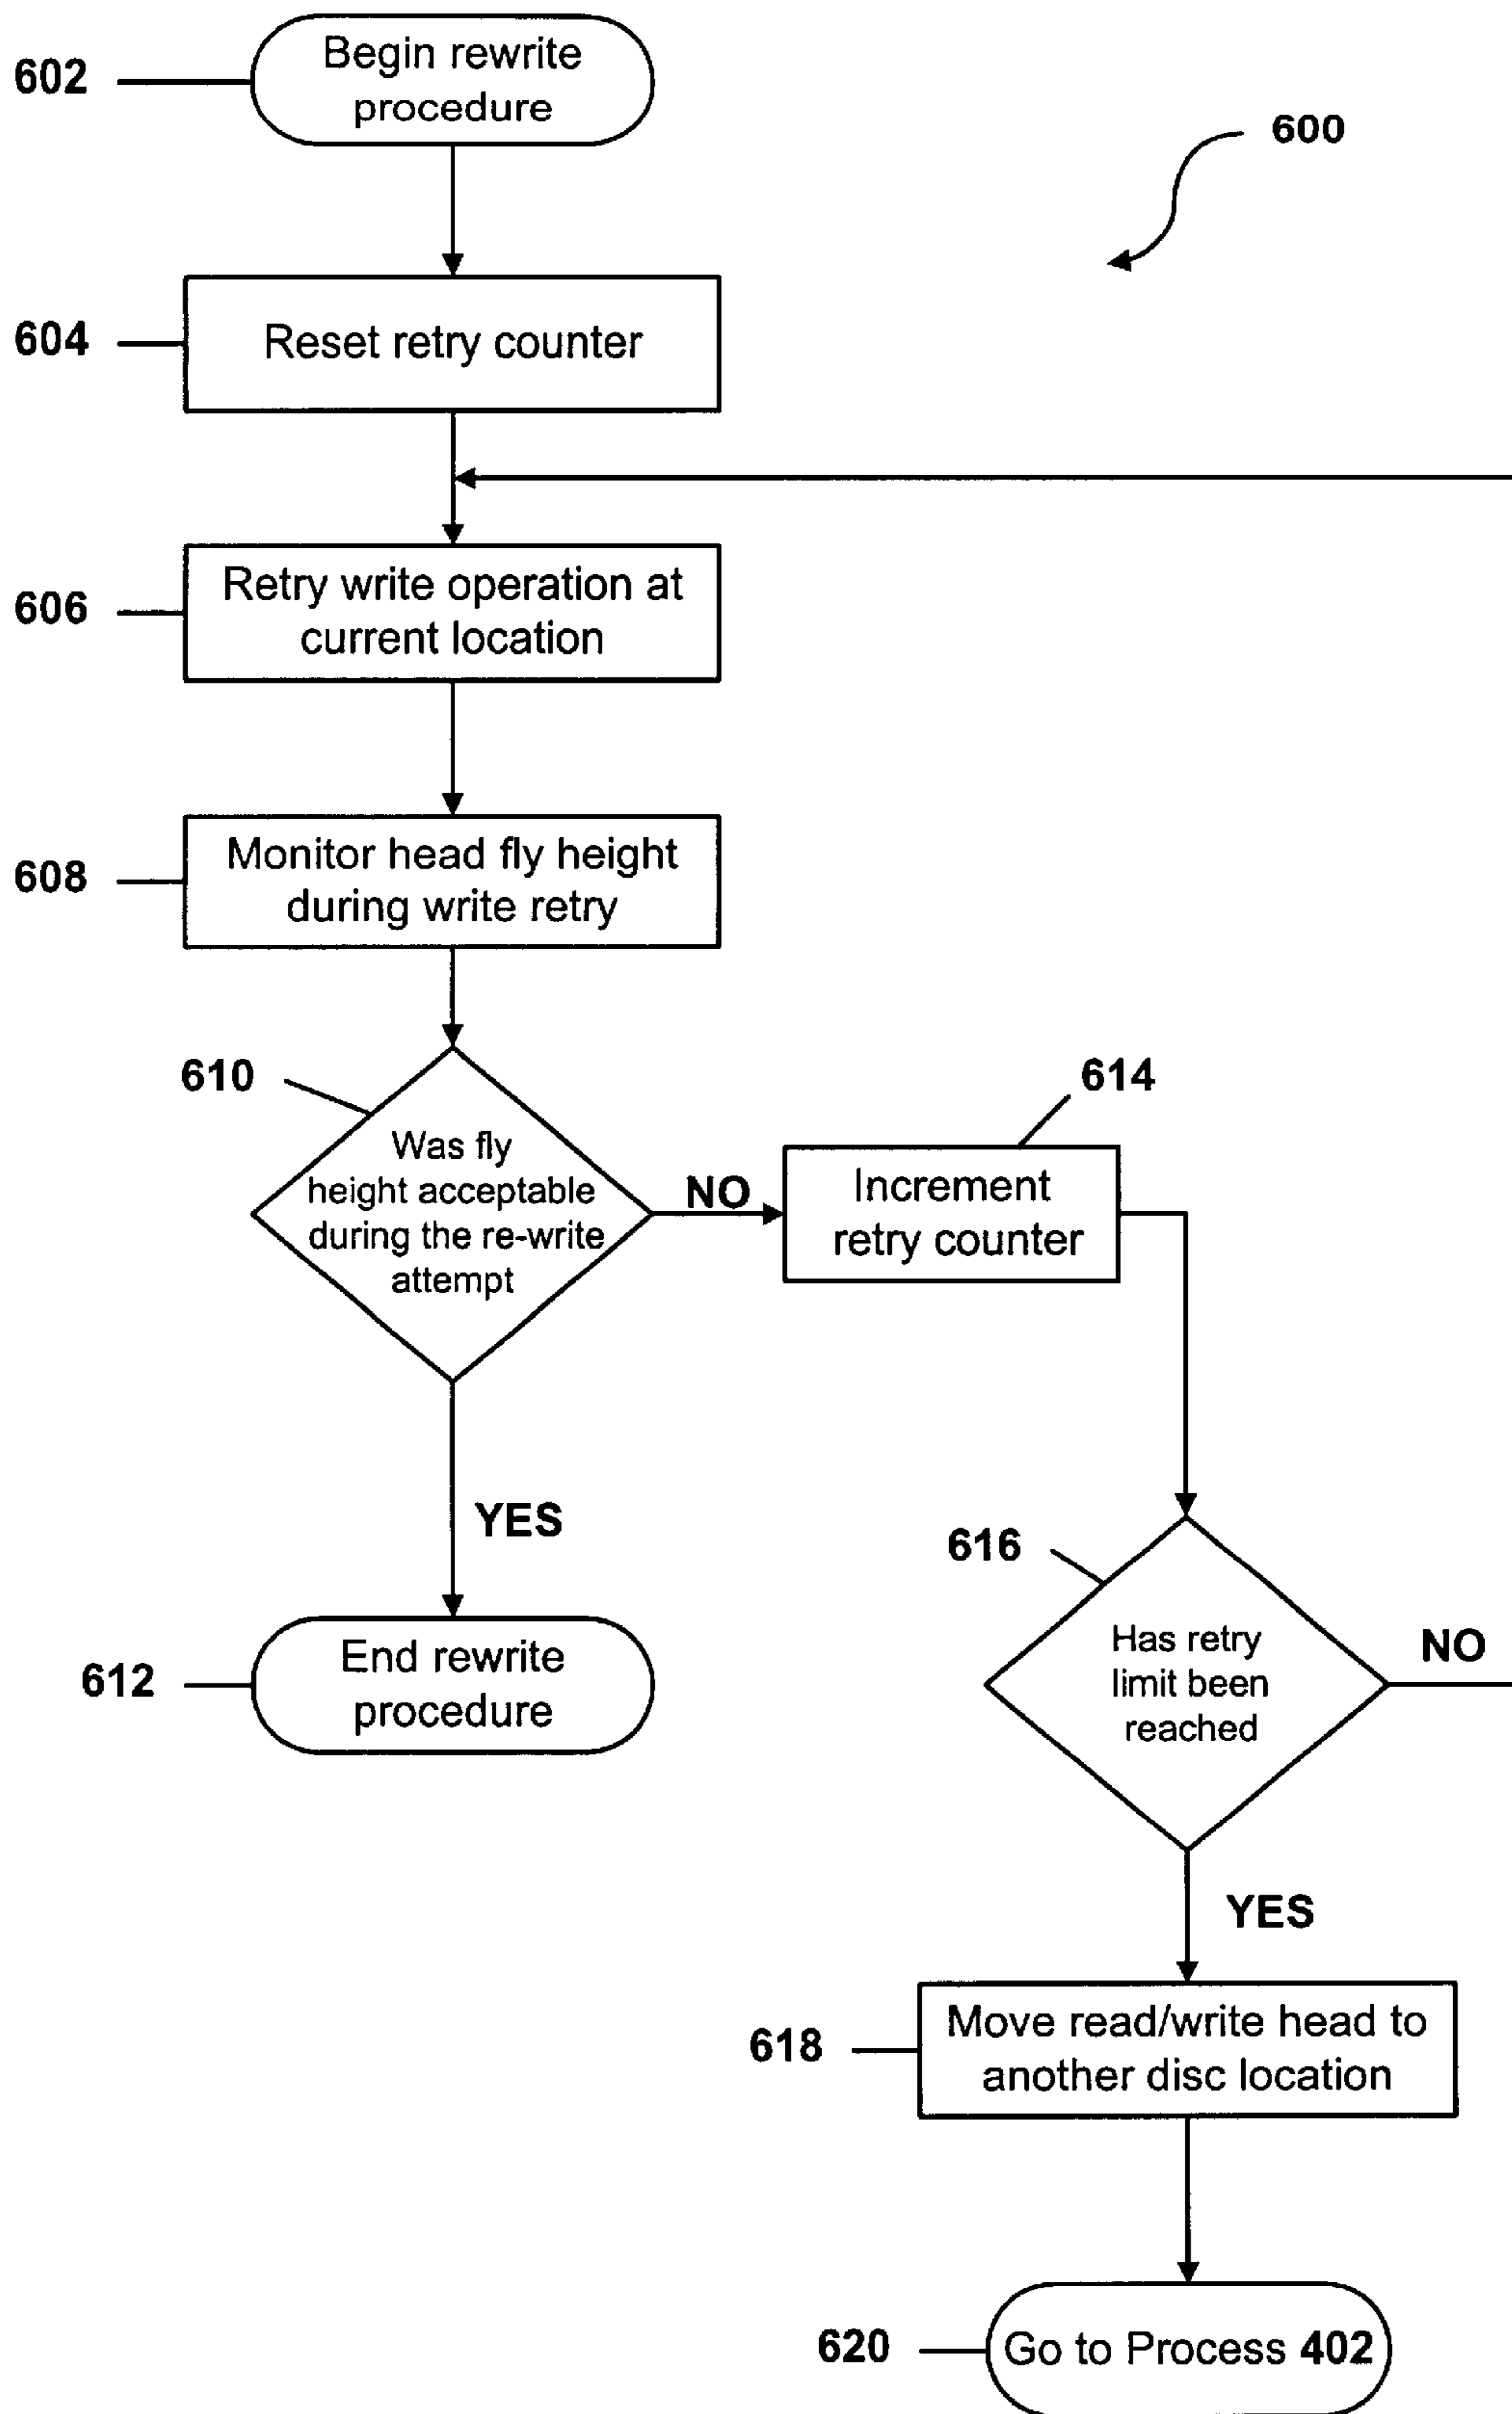 602
Begin rewrite
procedure
600
604
Reset retry counter
606
Retry write operation at
current location
608
Monitor head fly height
during write retry
610
Was fly
height acceptable
during the re-write
attempt
NO
614
Increment
retry counter
YES
612
End rewrite
procedure
616
Has retry
limit been
reached
NO
YES
618
Move read/write head to
another disc location
620
Go to Process 402